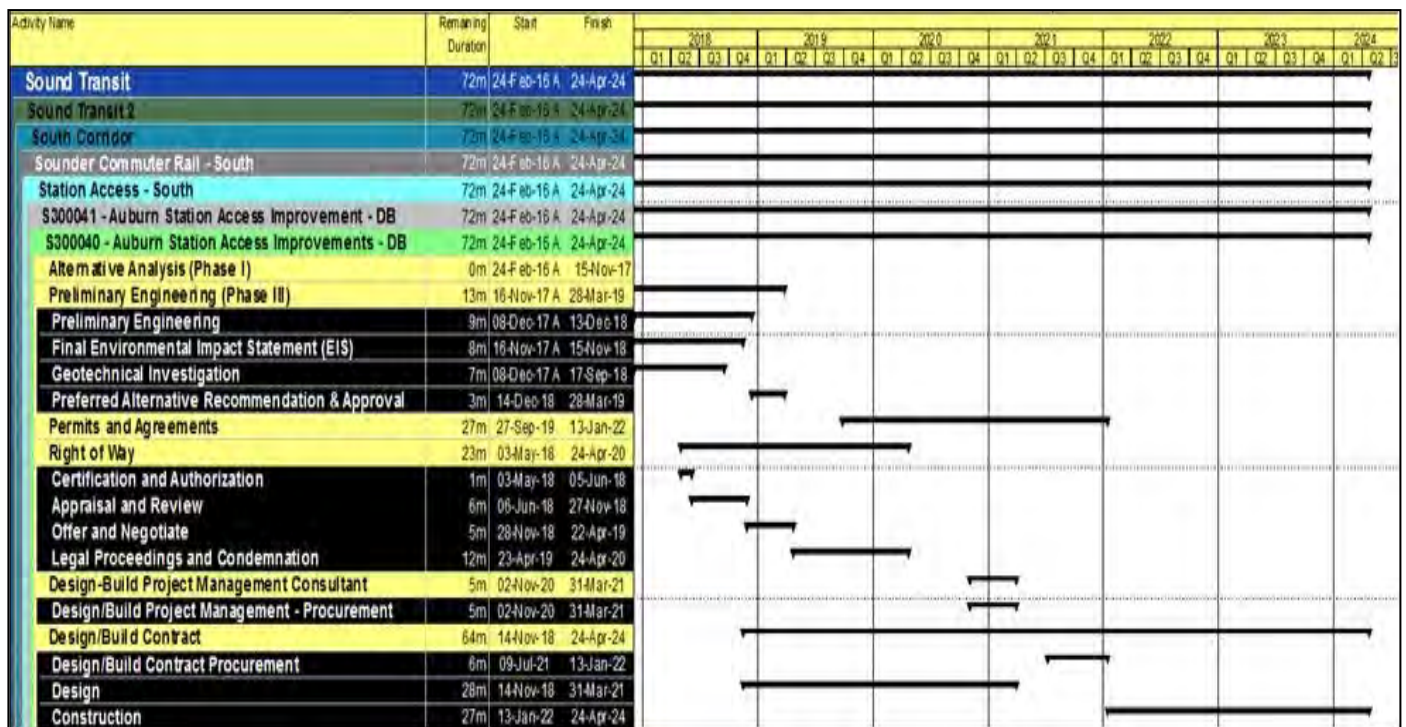 Activity Name Remaining Start Finish
Duration
2018 2019 2020 2021 2022 2023 2024
Q1 Q2 Q3 Q4 Q1 Q2 Q3 Q4 Q1 Q2 Q3 Q4 Q1 Q2 Q3 Q4 Q1 Q2 Q3 Q4 Q1 Q2 Q3 Q4 Q1 Q2 3
Sound Transit 72m 24-Feb-16 A 24-Apr-24
Sound Transit 2 72m 24-Feb-16 A 24-Apr-24
South Corridor 72m 24-Feb-16 A 24-Apr-24
Sounder Commuter Rail - South 72m 24-Feb-16 A 24-Apr-24
Station Access - South 72m 24-Feb-16 A 24-Apr-24
S300041 - Auburn Station Access Improvement - DB 72m 24-Feb-16 A 24-Apr-24
S300040 - Auburn Station Access Improvements - DB 72m 24-Feb-16 A 24-Apr-24
Alternative Analysis (Phase I) 0m 24-Feb-16 A 15-Nov-17
Preliminary Engineering (Phase III) 13m 16-Nov-17 A 28-Mar-19
Preliminary Engineering 9m 08-Dec-17 A 13-Dec-18
Final Environmental Impact Statement (EIS) 8m 16-Nov-17 A 15-Nov-18
Geotechnical Investigation 7m 08-Dec-17 A 17-Sep-18
Preferred Alternative Recommendation & Approval 3m 14-Dec-18 28-Mar-19
Permits and Agreements 27m 27-Sep-19 13-Jan-22
Right of Way 23m 03-May-18 24-Apr-20
Certification and Authorization 1m 03-May-18 05-Jun-18
Appraisal and Review 6m 06-Jun-18 27-Nov-18
Offer and Negotiate 5m 28-Nov-18 22-Apr-19
Legal Proceedings and Condemnation 12m 23-Apr-19 24-Apr-20
Design-Build Project Management Consultant 5m 02-Nov-20 31-Mar-21
Design/Build Project Management - Procurement 5m 02-Nov-20 31-Mar-21
Design/Build Contract 64m 14-Nov-18 24-Apr-24
Design/Build Contract Procurement 6m 09-Jul-21 13-Jan-22
Design 28m 14-Nov-18 31-Mar-21
Construction 27m 13-Jan-22 24-Apr-24